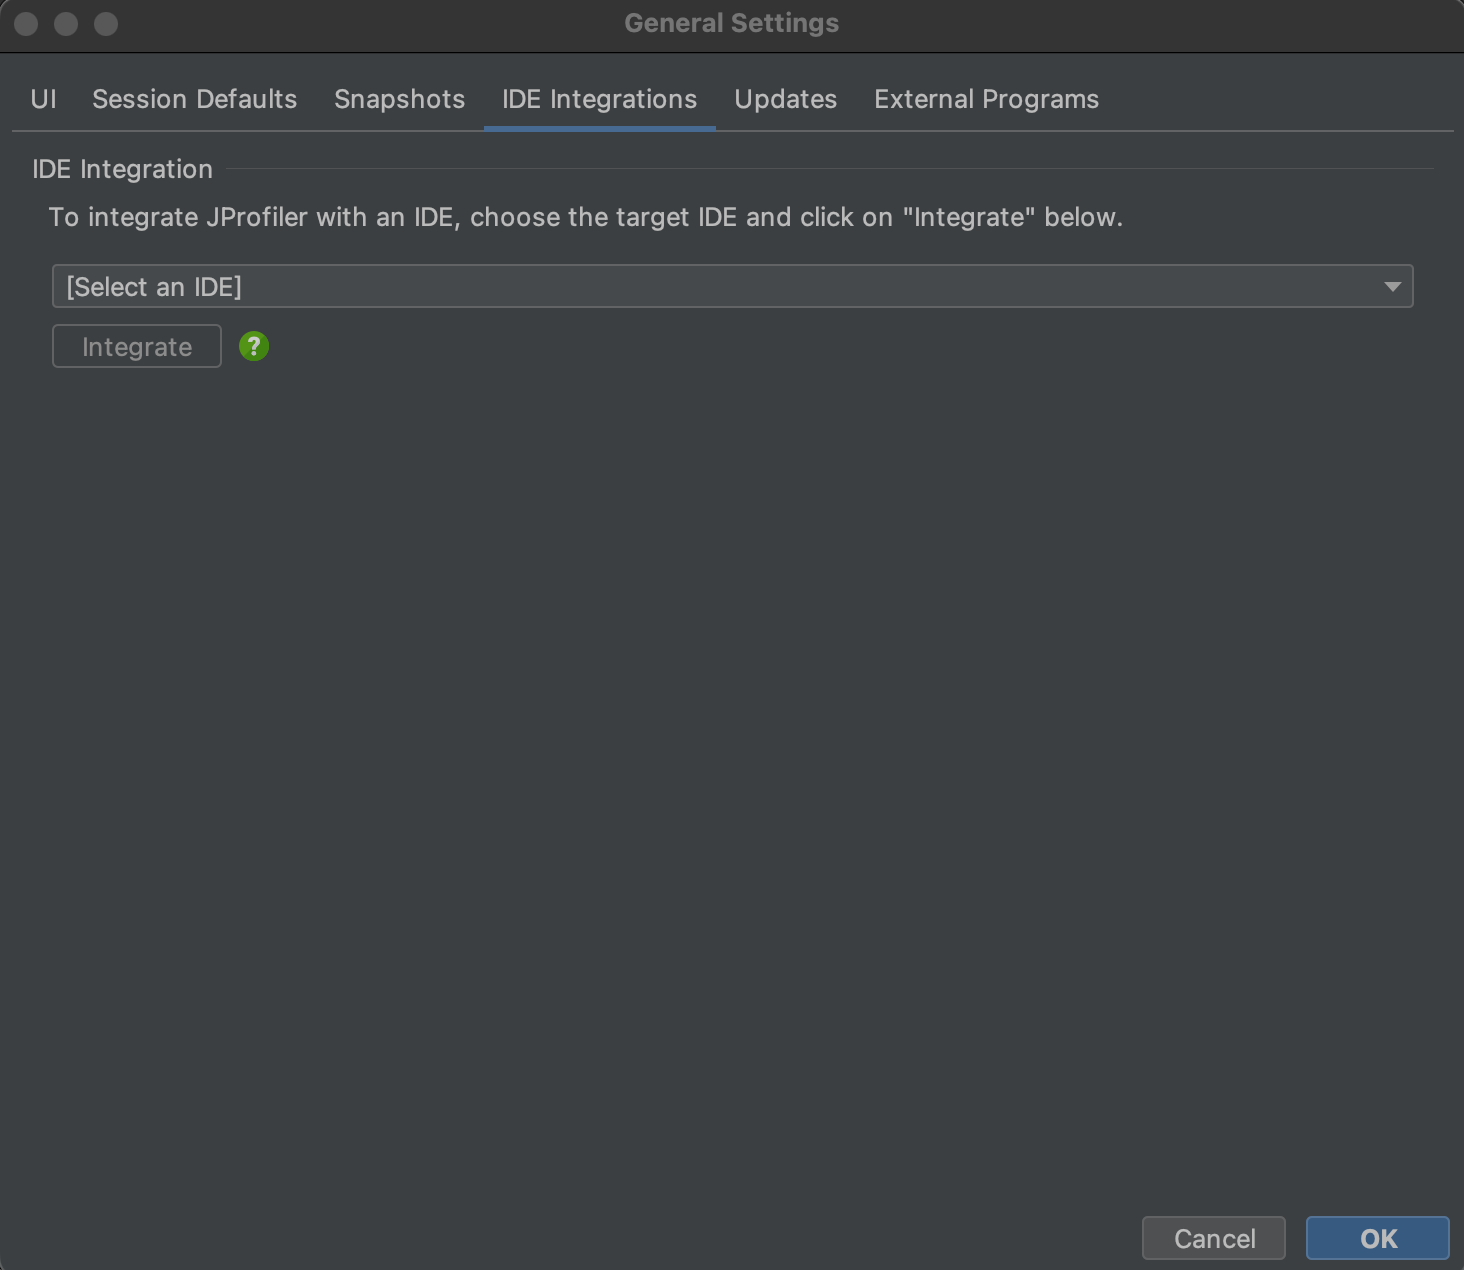 General Settings
UI Session Defaults Snapshots IDE Integrations Updates External Programs
IDE Integration
To integrate JProfiler with an IDE, choose the target IDE and click on "Integrate" below.
[Select an IDE]
Integrate ?
Cancel OK